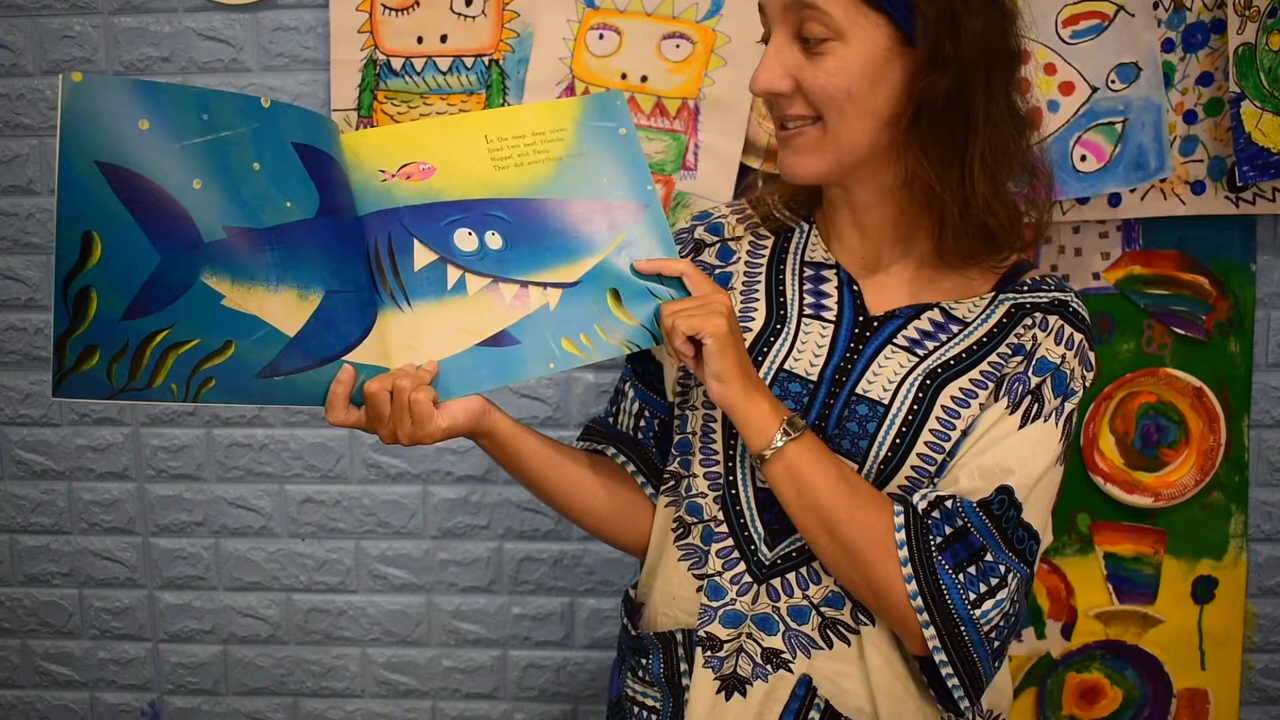 In the deep, deep ocean,
lived two best friends
Nugget and Fang.
They did everything